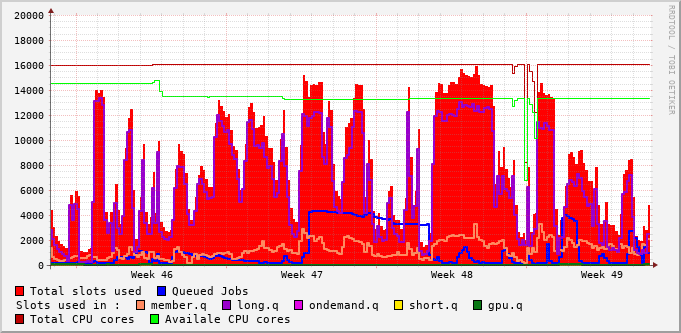 20000
18000
16000
14000
12000
10000
8000
6000
4000
2000
0
RRDTOOL / TOBI OETIKER
Week 46 Week 47 Week 48 Week 49
Total slots used Queued Jobs
Slots used in : member.q long.q ondemand.q short.q gpu.q
Total CPU cores Availale CPU cores